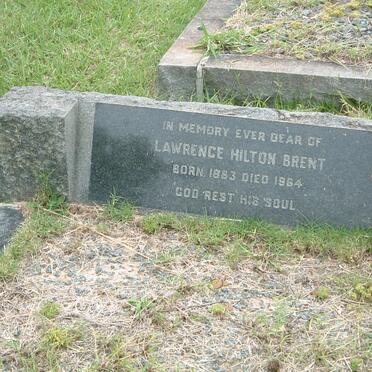 IN MEMORY EVER DEAR OF
LAWRENCE HILTON BRENT
BORN 1883 DIED 1964
GOD REST HIS SOUL